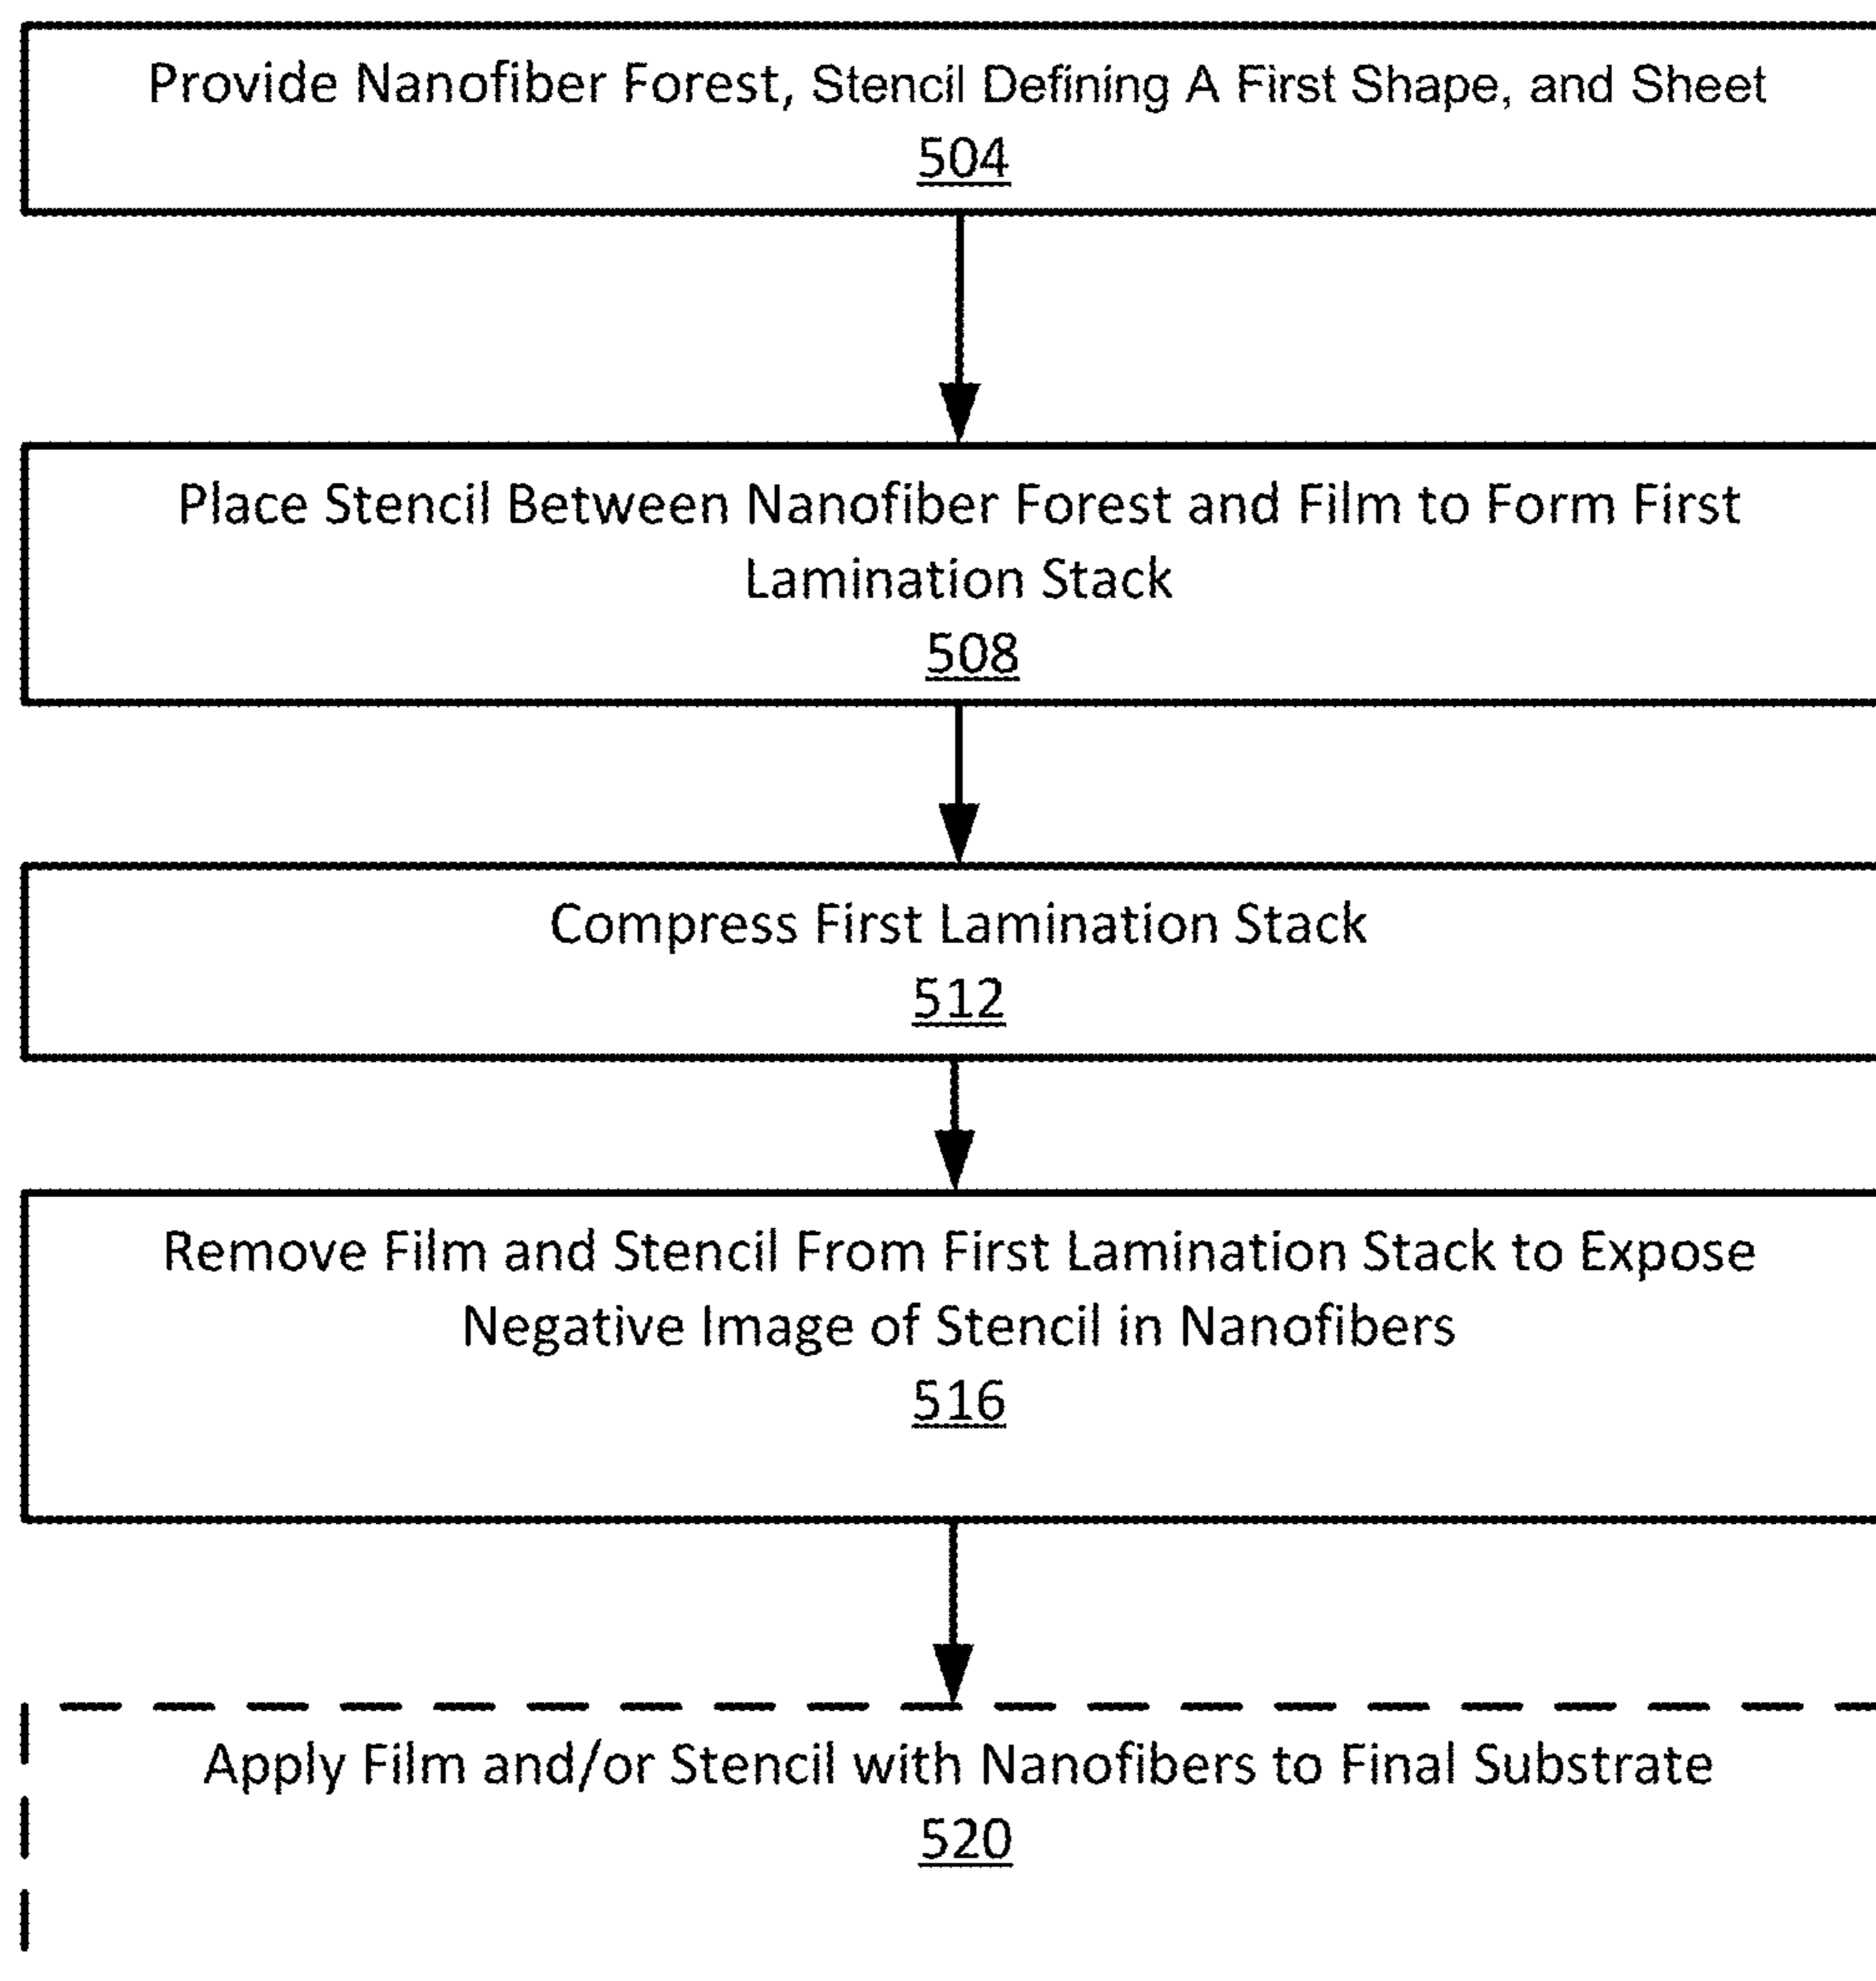 Provide Nanofiber Forest, Stencil Defining A First Shape, and Sheet
504
Place Stencil Between Nanofiber Forest and Film to Form First
Lamination Stack
508
Compress First Lamination Stack
512
Remove Film and Stencil From First Lamination Stack to Expose
Negative Image of Stencil in Nanofibers
516
Apply Film and/or Stencil with Nanofibers to Final Substrate
520